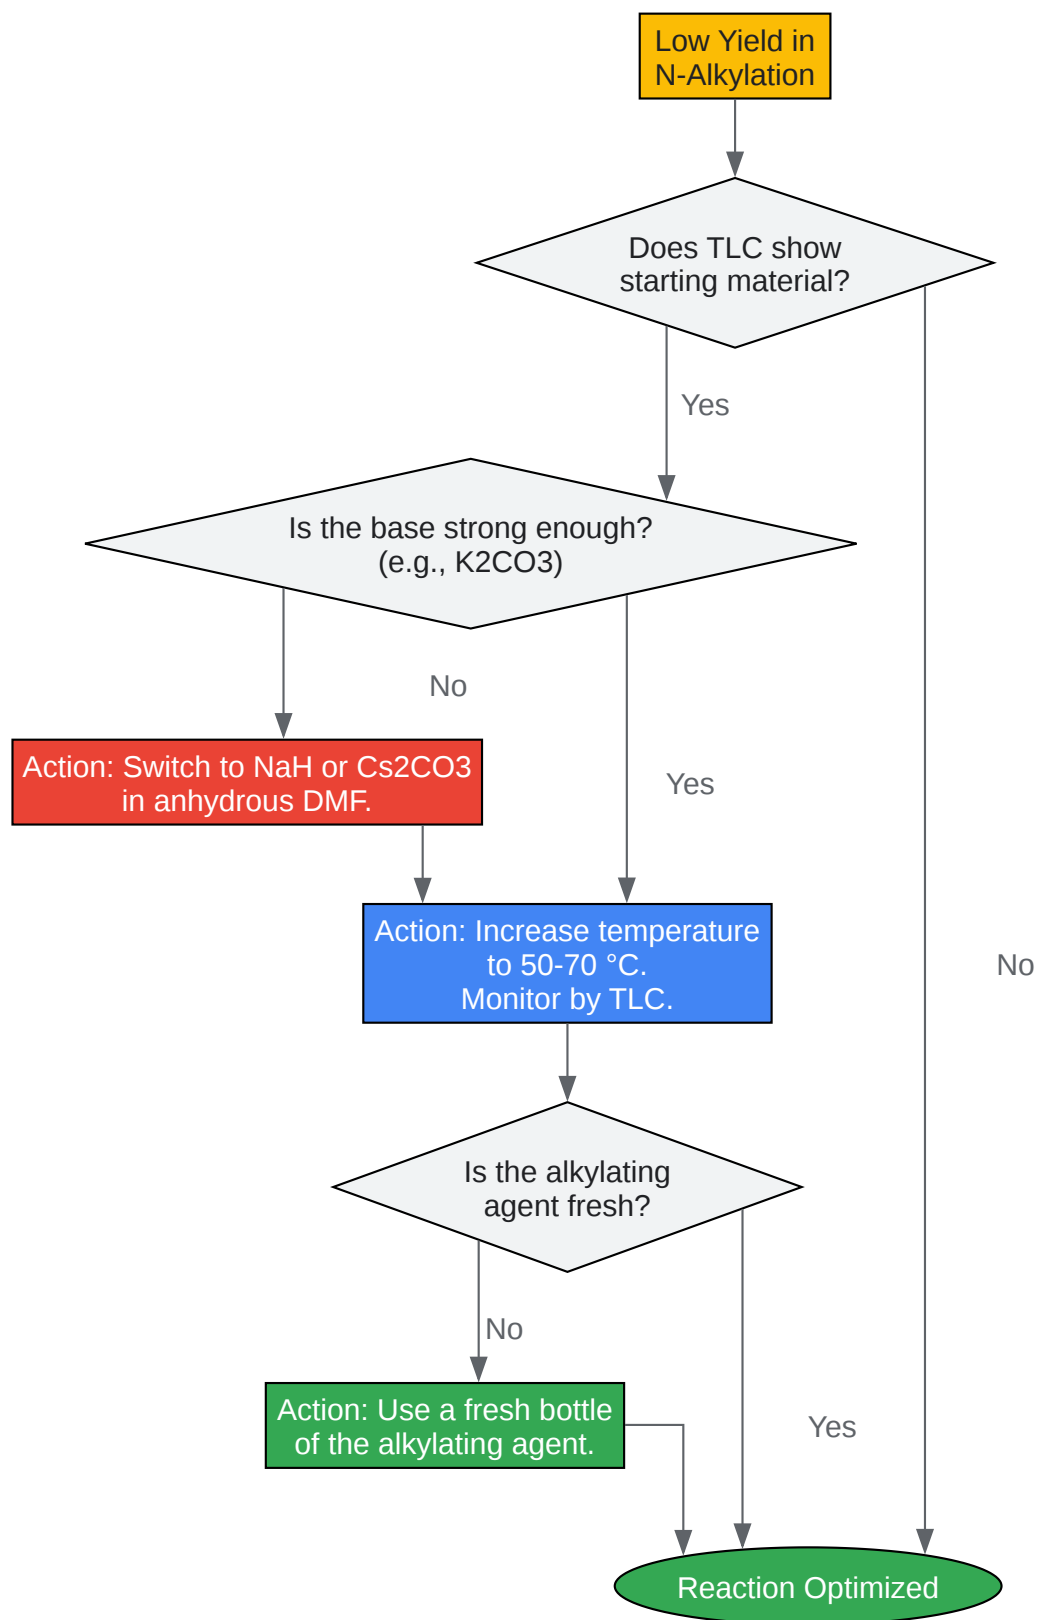 Low Yield in
N-Alkylation
Does TLC show
starting material?
Yes
Is the base strong enough?
(e.g., K2CO3)
No
Action: Switch to NaH or Cs2CO3
in anhydrous DMF.
Yes
Action: Increase temperature
to 50-70 °C.
Monitor by TLC.
No
Is the alkylating
agent fresh?
No
Action: Use a fresh bottle
of the alkylating agent.
Yes
Reaction Optimized